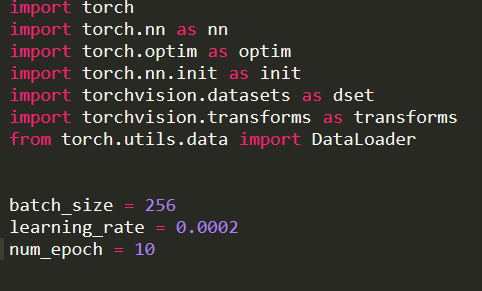 import torch
import torch.nn as nn
import torch.optim as optim
import torch.nn.init as init
import torchvision.datasets as dset
import torchvision.transforms as transforms
from torch.utils.data import DataLoader
batch_size = 256
learning_rate = 0.0002
num_epoch = 10